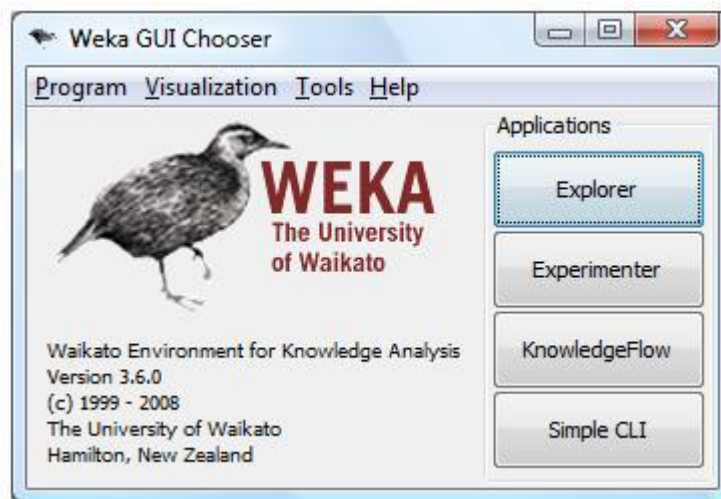 Weka GUI Chooser
Program Visualization Tools Help
WEKA
The University
of Waikato
Waikato Environment for Knowledge Analysis
Version 3.6.0
(c) 1999 - 2008
The University of Waikato
Hamilton, New Zealand
Applications
Explorer
Experimenter
KnowledgeFlow
Simple CLI